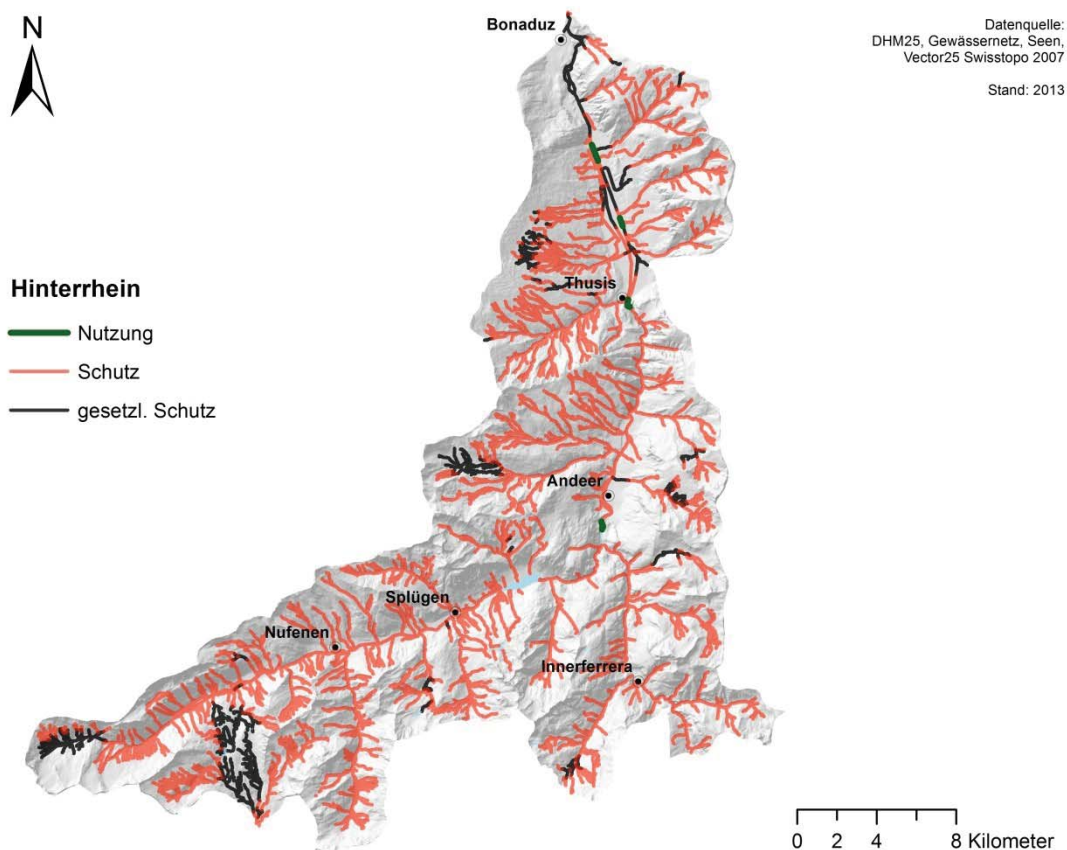 N
Bonaduz
Datenquelle:
DHM25, Gewässernetz, Seen,
Vector25 Swisstopo 2007
Stand: 2013
Hinterrhein
Nutzung
Schutz
gesetzl. Schutz
Thusis
Andeer
Splügen
Nufenen
Innerferrera
0 2 4 8 Kilometer